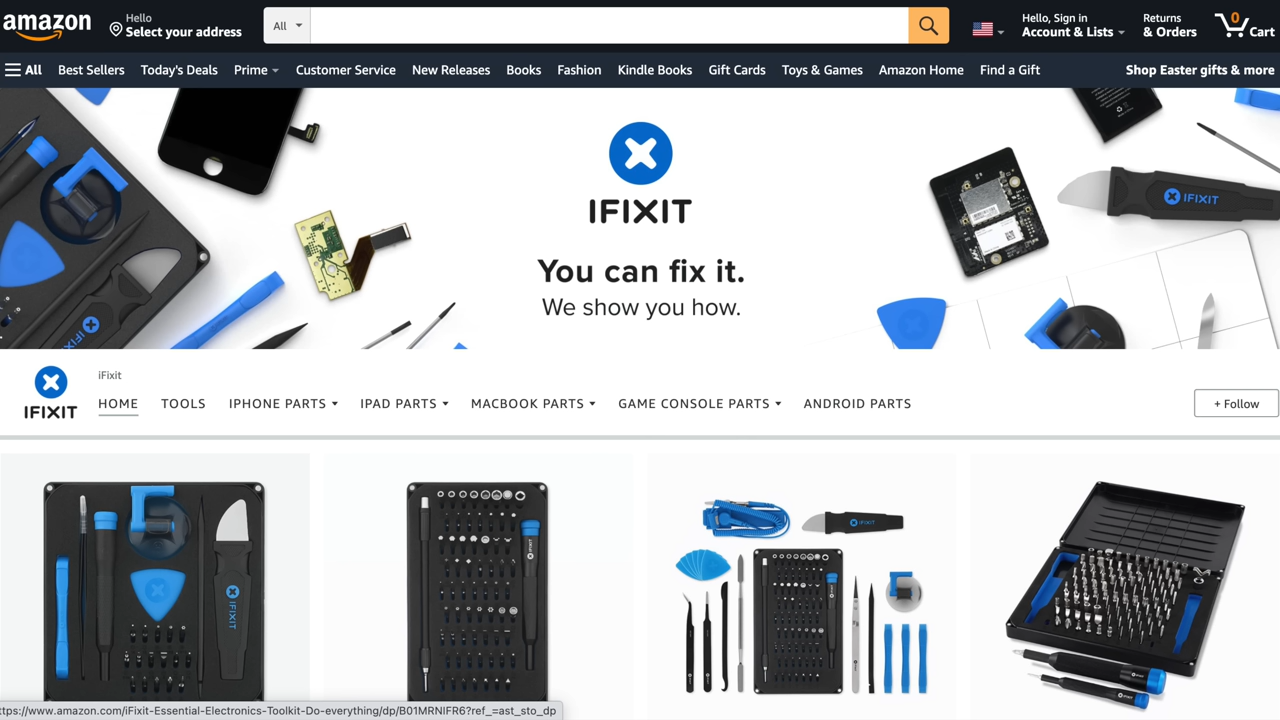 amazon
Hello
Select your address
All
Hello, Sign in
Account & Lists
Returns
& Orders
0
Cart
All
Best Sellers
Today's Deals
Prime
Customer Service
New Releases
Books
Fashion
Kindle Books
Gift Cards
Toys & Games
Amazon Home
Find a Gift
Shop Easter gifts & more
IFIXIT
IFIXIT
You can fix it.
We show you how.
iFixit
IFIXIT
HOME
TOOLS
IPHONE PARTS
IPAD PARTS
MACBOOK PARTS
GAME CONSOLE PARTS
ANDROID PARTS
+ Follow
IFIXIT
IFIXIT
ttps://www.amazon.com/iFixit-Essential-Electronics-Toolkit-Do-everything/dp/B01MRNIFR6?ref_=ast_sto_dp